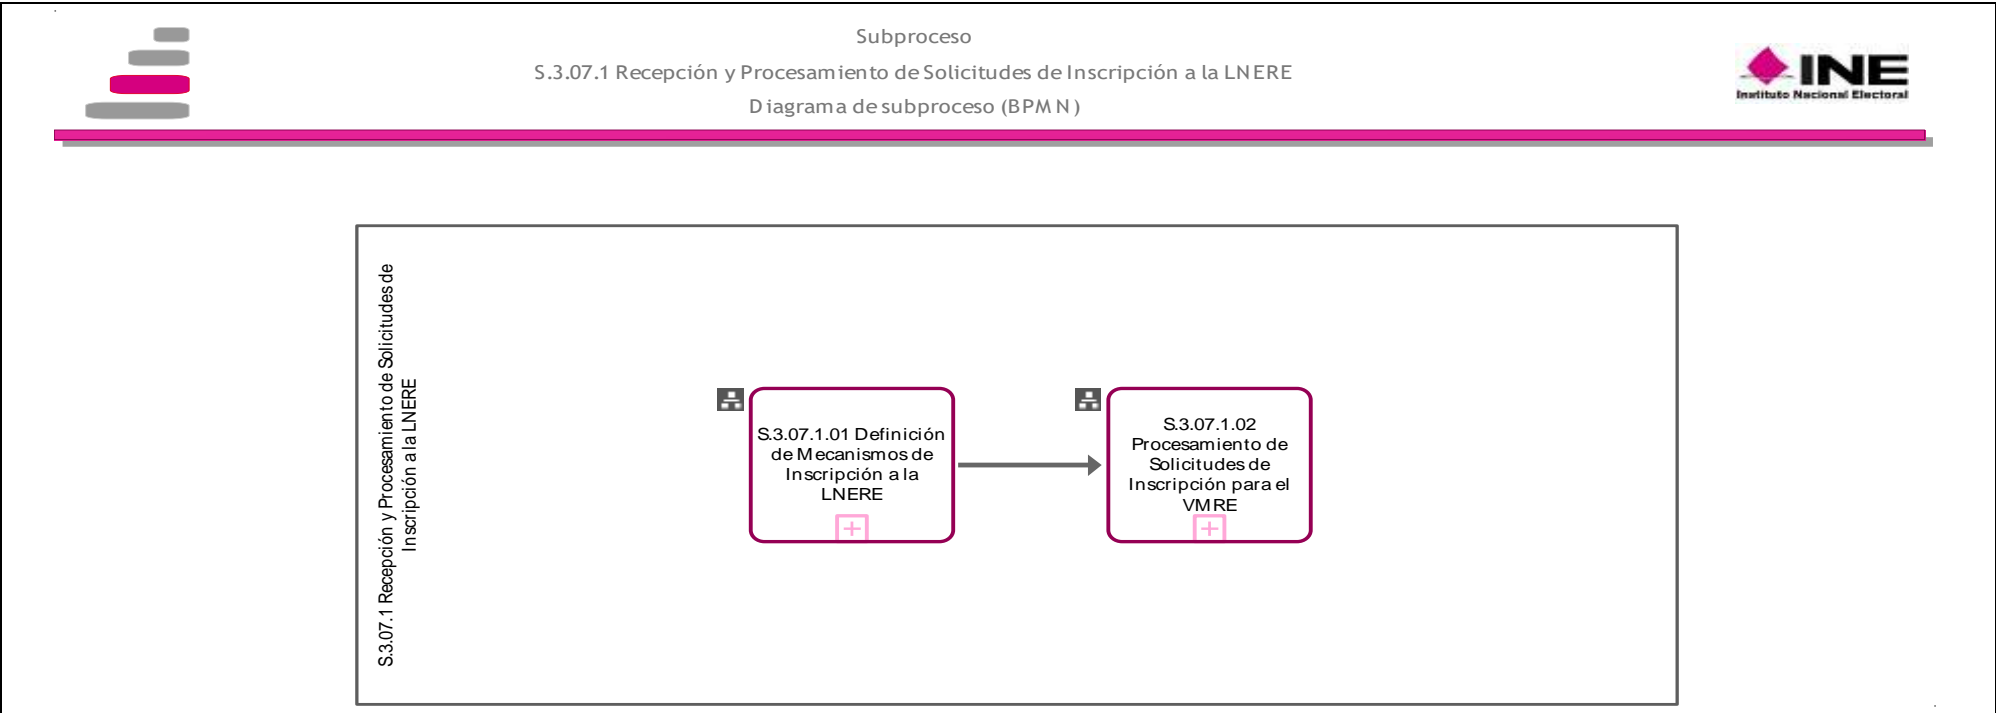 Subproceso
S.3.07.1 Recepción y Procesamiento de Solicitudes de Inscripción a la LNERE
Diagrama de subproceso (BPMN)
INE
Instituto Nacional Electoral
S.3.07.1 Recepción y Procesamiento de Solicitudes de
Inscripción a la LNERE
S.3.07.1.01 Definición
de Mecanismos de
Inscripción a la
LNERE
S.3.07.1.02
Procesamiento de
Solicitudes de
Inscripción para el
VMRE